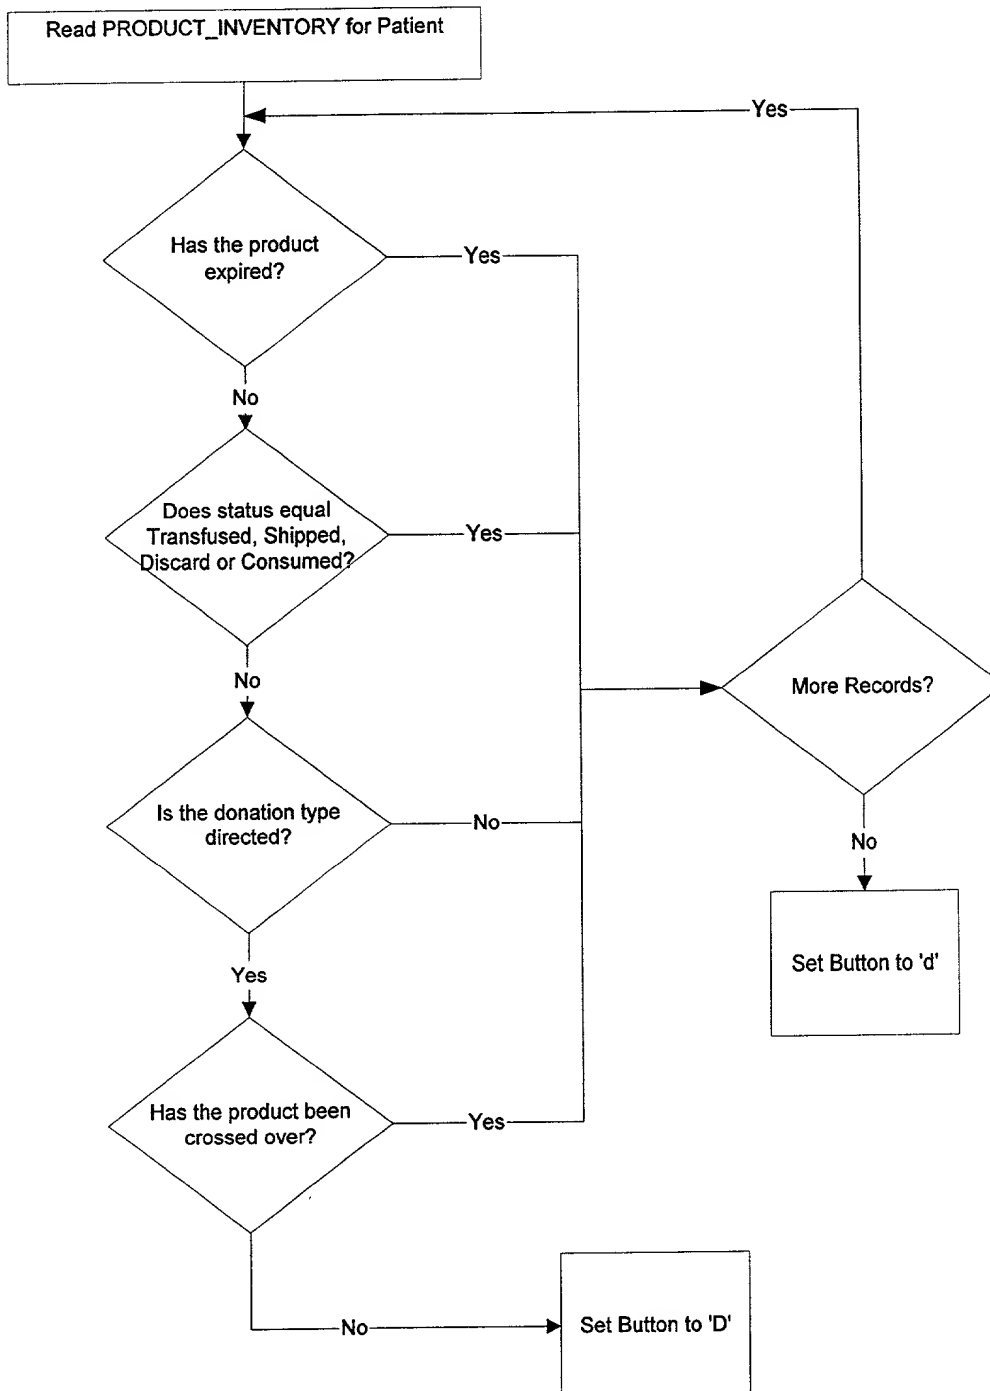 Read PRODUCT_INVENTORY for Patient
Yes
Has the product
expired?
Yes
No
Does status equal
Transfused, Shipped,
Discard or Consumed?
Yes
No
More Records?
Is the donation type
directed?
No
No
Yes
Set Button to 'd'
Has the product been
crossed over?
Yes
No
Set Button to 'D'